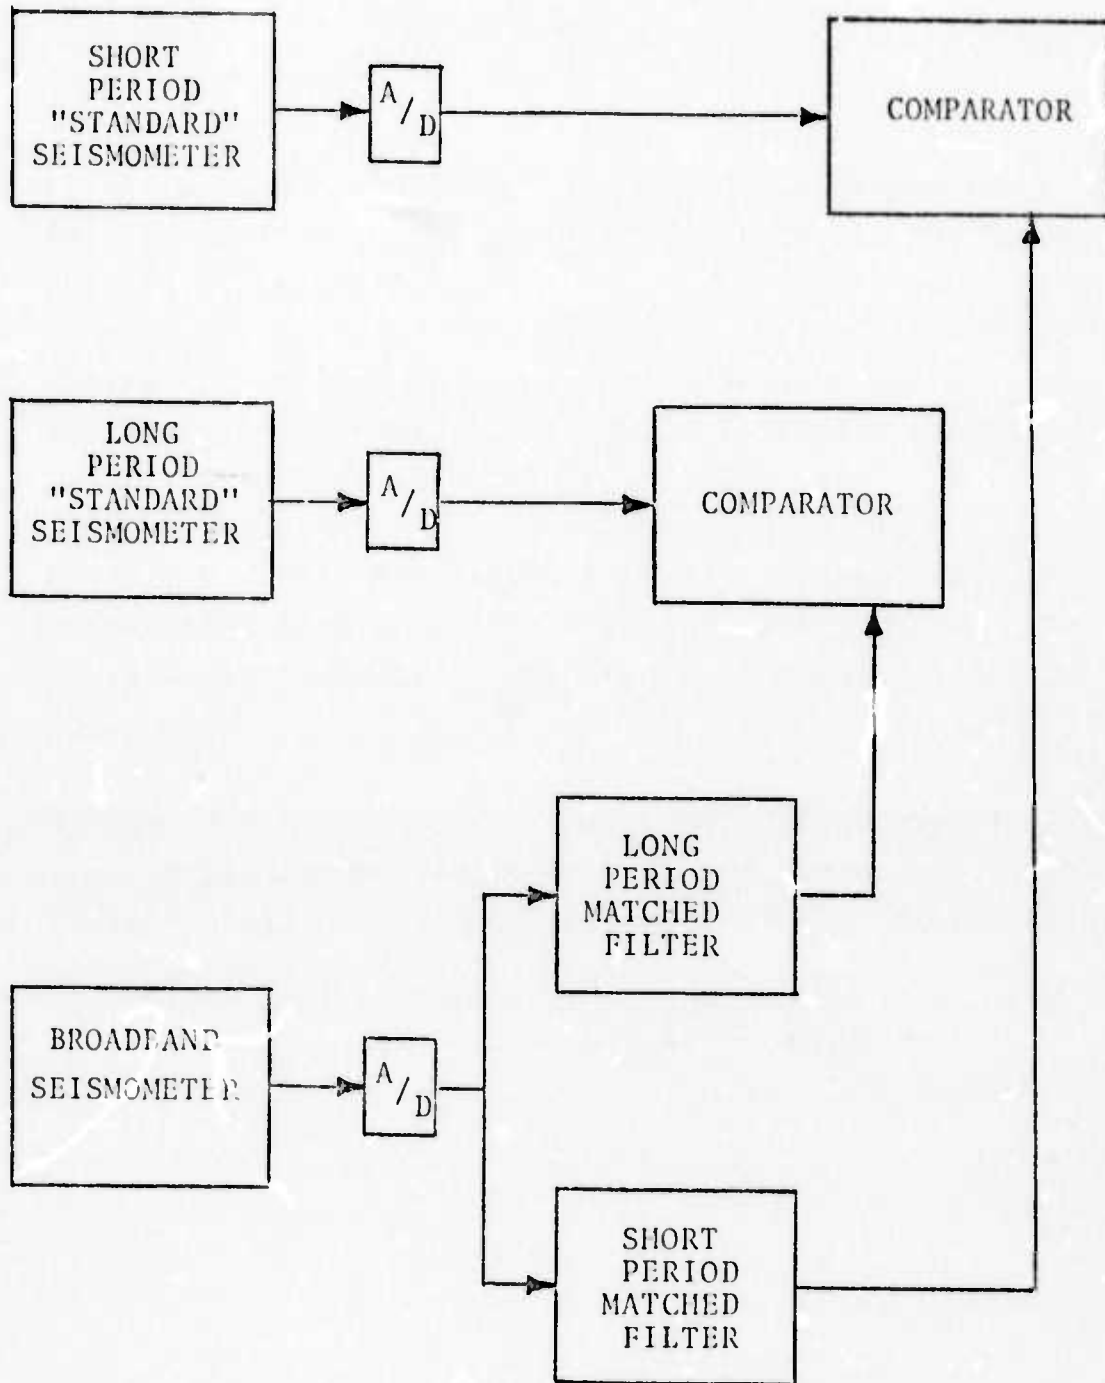 SHORT
PERIOD
"STANDARD"
SEISMOMETER
A/D
COMPARATOR
LONG
PERIOD
"STANDARD"
SEISMOMETER
A/D
COMPARATOR
LONG
PERIOD
MATCHED
FILTER
BROADBAND
SEISMOMETER
A/D
SHORT
PERIOD
MATCHED
FILTER